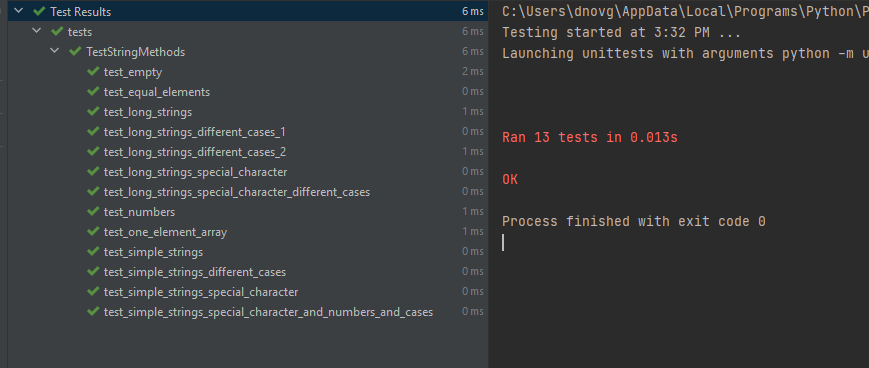 Test Results 6 ms
tests 6 ms
TestStringMethods 6 ms
test_empty 2 ms
test_equal_elements 0 ms
test_long_strings 1 ms
test_long_strings_different_cases_1 0 ms
test_long_strings_different_cases_2 1 ms
test_long_strings_special_character 0 ms
test_long_strings_special_character_different_cases 0 ms
test_numbers 1 ms
test_one_element_array 1 ms
test_simple_strings 0 ms
test_simple_strings_different_cases 0 ms
test_simple_strings_special_character 0 ms
test_simple_strings_special_character_and_numbers_and_cases 0 ms
C:\Users\dnovg\AppData\Local\Programs\Python\P
Testing started at 3:32 PM ...
Launching unittests with arguments python -m u
Ran 13 tests in 0.013s
OK
Process finished with exit code 0